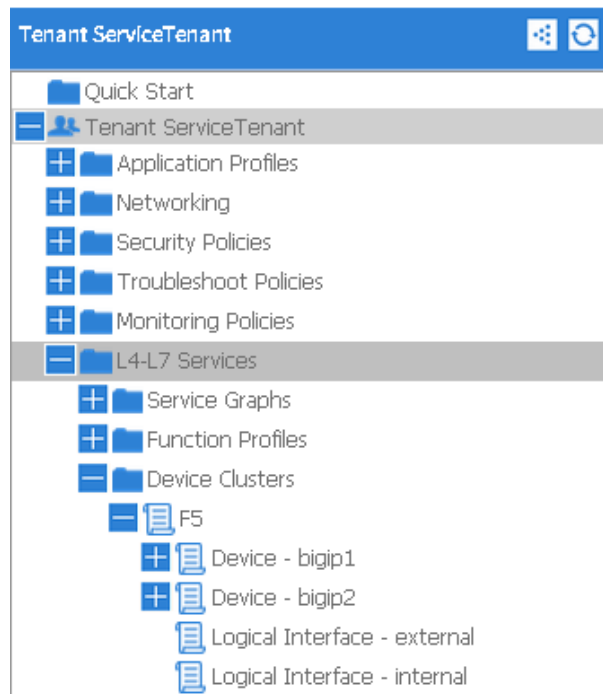 Tenant ServiceTenant
Quick Start
Tenant ServiceTenant
Application Profiles
Networking
Security Policies
Troubleshoot Policies
Monitoring Policies
L4-L7 Services
Service Graphs
Function Profiles
Device Clusters
F5
Device - bigip1
Device - bigip2
Logical Interface - external
Logical Interface - internal